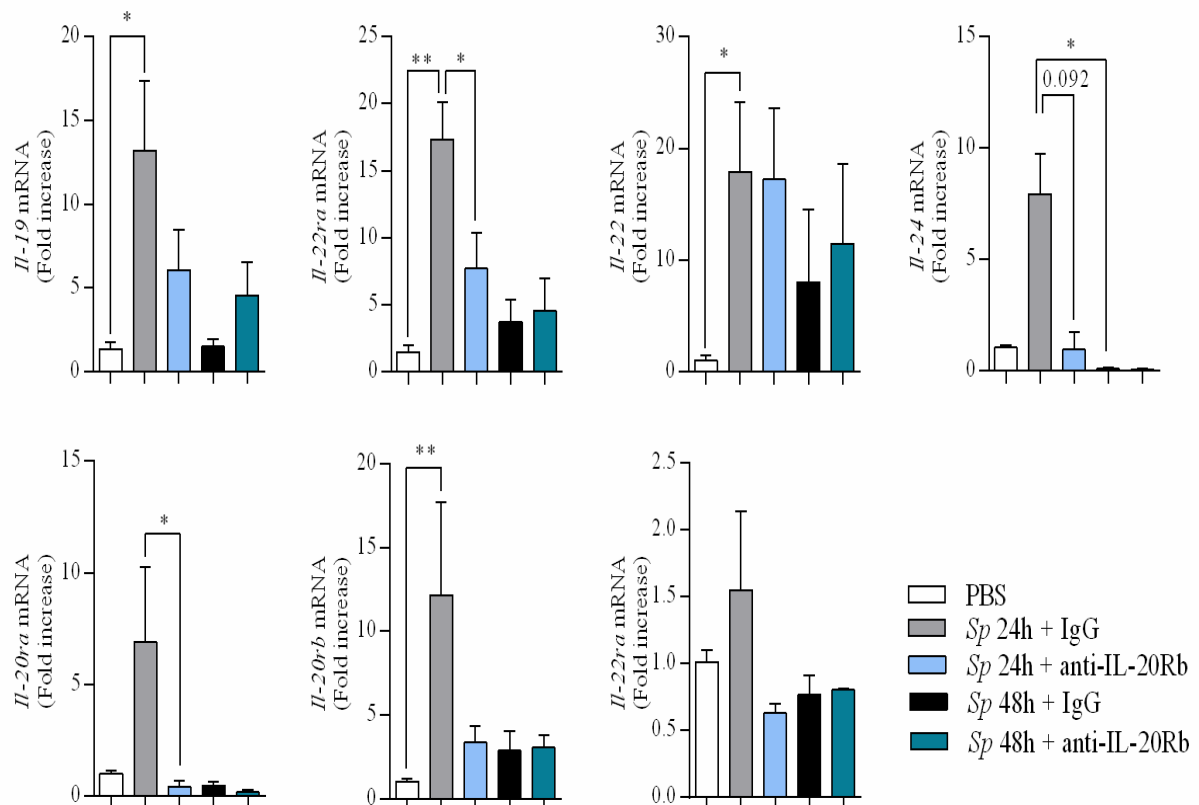 *
20
15
10
5
0
Il-19 mRNA
(Fold increase)
** *
25
20
15
10
5
0
Il-22ra mRNA
(Fold increase)
*
30
20
10
0
Il-22 mRNA
(Fold increase)
*
0.092
15
10
5
0
Il-24 mRNA
(Fold increase)
*
15
10
5
Il-20ra mRNA
(Fold increase)
**
20
15
10
5
0
Il-20rb mRNA
(Fold increase)
2.5
2.0
1.5
1.0
0.5
0.0
Il-22ra mRNA
(Fold increase)
PBS
Sp 24h + IgG
Sp 24h + anti-IL-20Rb
Sp 48h + IgG
Sp 48h + anti-IL-20Rb